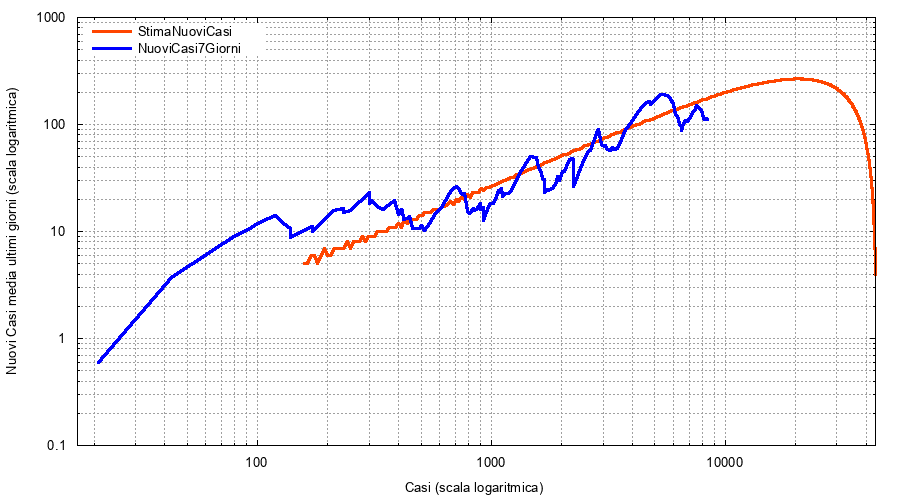 1000
StimaNuoviCasi
NuoviCasi7Giorni
100
10
1
0.1
Nuovi Casi media ultimi giorni (scala logaritmica)
100
1000
10000
Casi (scala logaritmica)